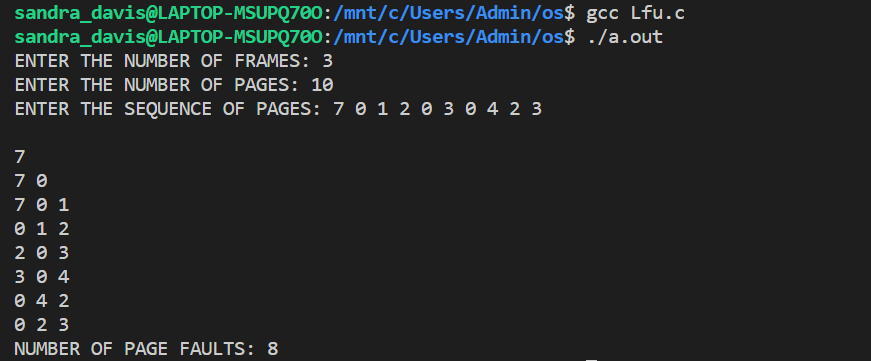 sandra_davis@LAPTOP-MSUPQ70O:/mnt/c/Users/Admin/os$ gcc Lfu.c
sandra_davis@LAPTOP-MSUPQ70O:/mnt/c/Users/Admin/os$ ./a.out
ENTER THE NUMBER OF FRAMES: 3
ENTER THE NUMBER OF PAGES: 10
ENTER THE SEQUENCE OF PAGES: 7 0 1 2 0 3 0 4 2 3
7
7 0
7 0 1
0 1 2
2 0 3
3 0 4
0 4 2
0 2 3
NUMBER OF PAGE FAULTS: 8